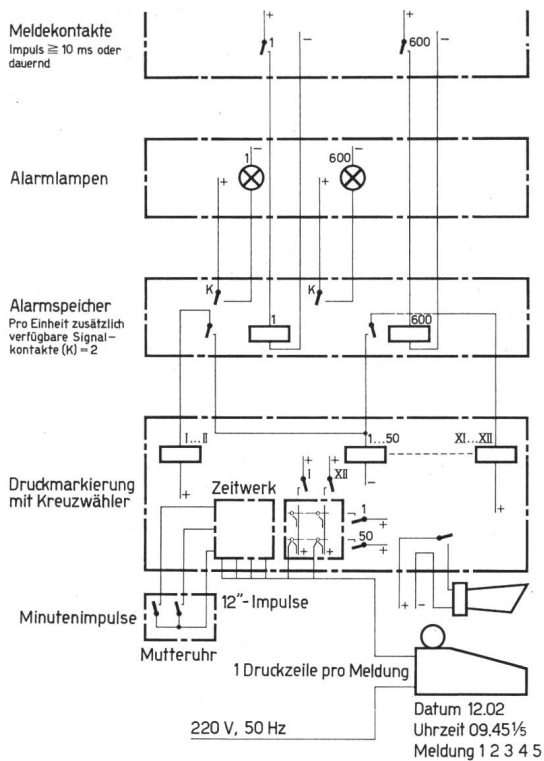 Meldekontakte
Impuls ≧ 10 ms oder
dauernd
+ 1 − + 600 −
Alarmlampen
+ 1 − + 600 −
Alarmspeicher
Pro Einheit zusätzlich
verfügbare Signal-
kontakte (K) = 2
K K
1 600
I...II 1...50 XI...XII
Druckmarkierung
mit Kreuzwähler
+ − +
Zeitwerk
+ I + XII
1 +
50 +
+ +
+ −
Minutenimpulse
12"-Impulse
Mutteruhr
1 Druckzeile pro Meldung
220 V, 50 Hz
Datum 12.02
Uhrzeit 09.45 1/5
Meldung 1 2 3 4 5